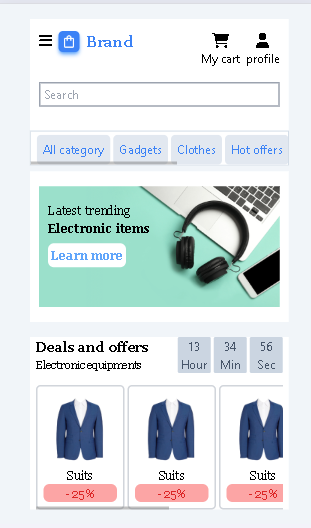 Brand
My cart profile
Search
All category Gadgets Clothes Hot offers
Latest trending
Electronic items
Learn more
Deals and offers
Electronic equipments
13 34 56
Hour Min Sec
Suits Suits Suits
-25% -25% -25%